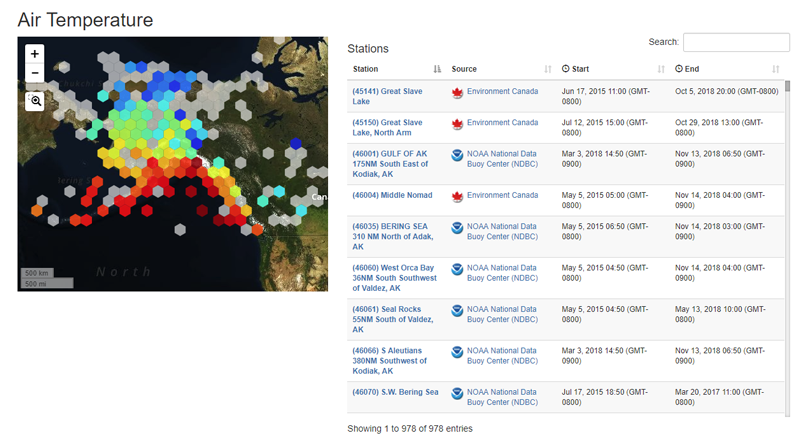 Air Temperature
+
−
Chukchi
Bering Se
Can
North
500 km
500 mi
Stations
Search:
Station Source Start End
(45141) Great Slave Environment Canada Jun 17, 2015 11:00 (GMT- Oct 5, 2018 20:00 (GMT-0800)
Lake 0800)
(45150) Great Slave Environment Canada Jul 12, 2015 15:00 (GMT- Oct 29, 2018 13:00 (GMT-
Lake, North Arm 0800) 0800)
(46001) GULF OF AK NOAA National Data Mar 3, 2018 14:50 (GMT- Nov 13, 2018 06:50 (GMT-
175NM South East of Buoy Center (NDBC) 0900) 0900)
Kodiak, AK
(46004) Middle Nomad Environment Canada May 5, 2015 05:00 (GMT- Nov 14, 2018 04:00 (GMT-
0800) 0900)
(46035) BERING SEA NOAA National Data May 5, 2015 06:50 (GMT- Nov 14, 2018 03:00 (GMT-
310 NM North of Adak, Buoy Center (NDBC) 0800) 0900)
AK
(46060) West Orca Bay NOAA National Data May 5, 2015 04:50 (GMT- Nov 14, 2018 04:00 (GMT-
36NM South Southwest Buoy Center (NDBC) 0800) 0900)
of Valdez, AK
(46061) Seal Rocks NOAA National Data May 5, 2015 04:50 (GMT- May 13, 2018 10:00 (GMT-
55NM South of Valdez, Buoy Center (NDBC) 0800) 0800)
AK
(46066) S Aleutians NOAA National Data Mar 3, 2018 14:50 (GMT- Nov 13, 2018 06:50 (GMT-
380NM Southwest of Buoy Center (NDBC) 0900) 0900)
Kodiak, AK
(46070) S.W. Bering Sea NOAA National Data Jul 17, 2015 18:50 (GMT- Mar 20, 2017 11:00 (GMT-
Buoy Center (NDBC) 0800) 0800)
Showing 1 to 978 of 978 entries